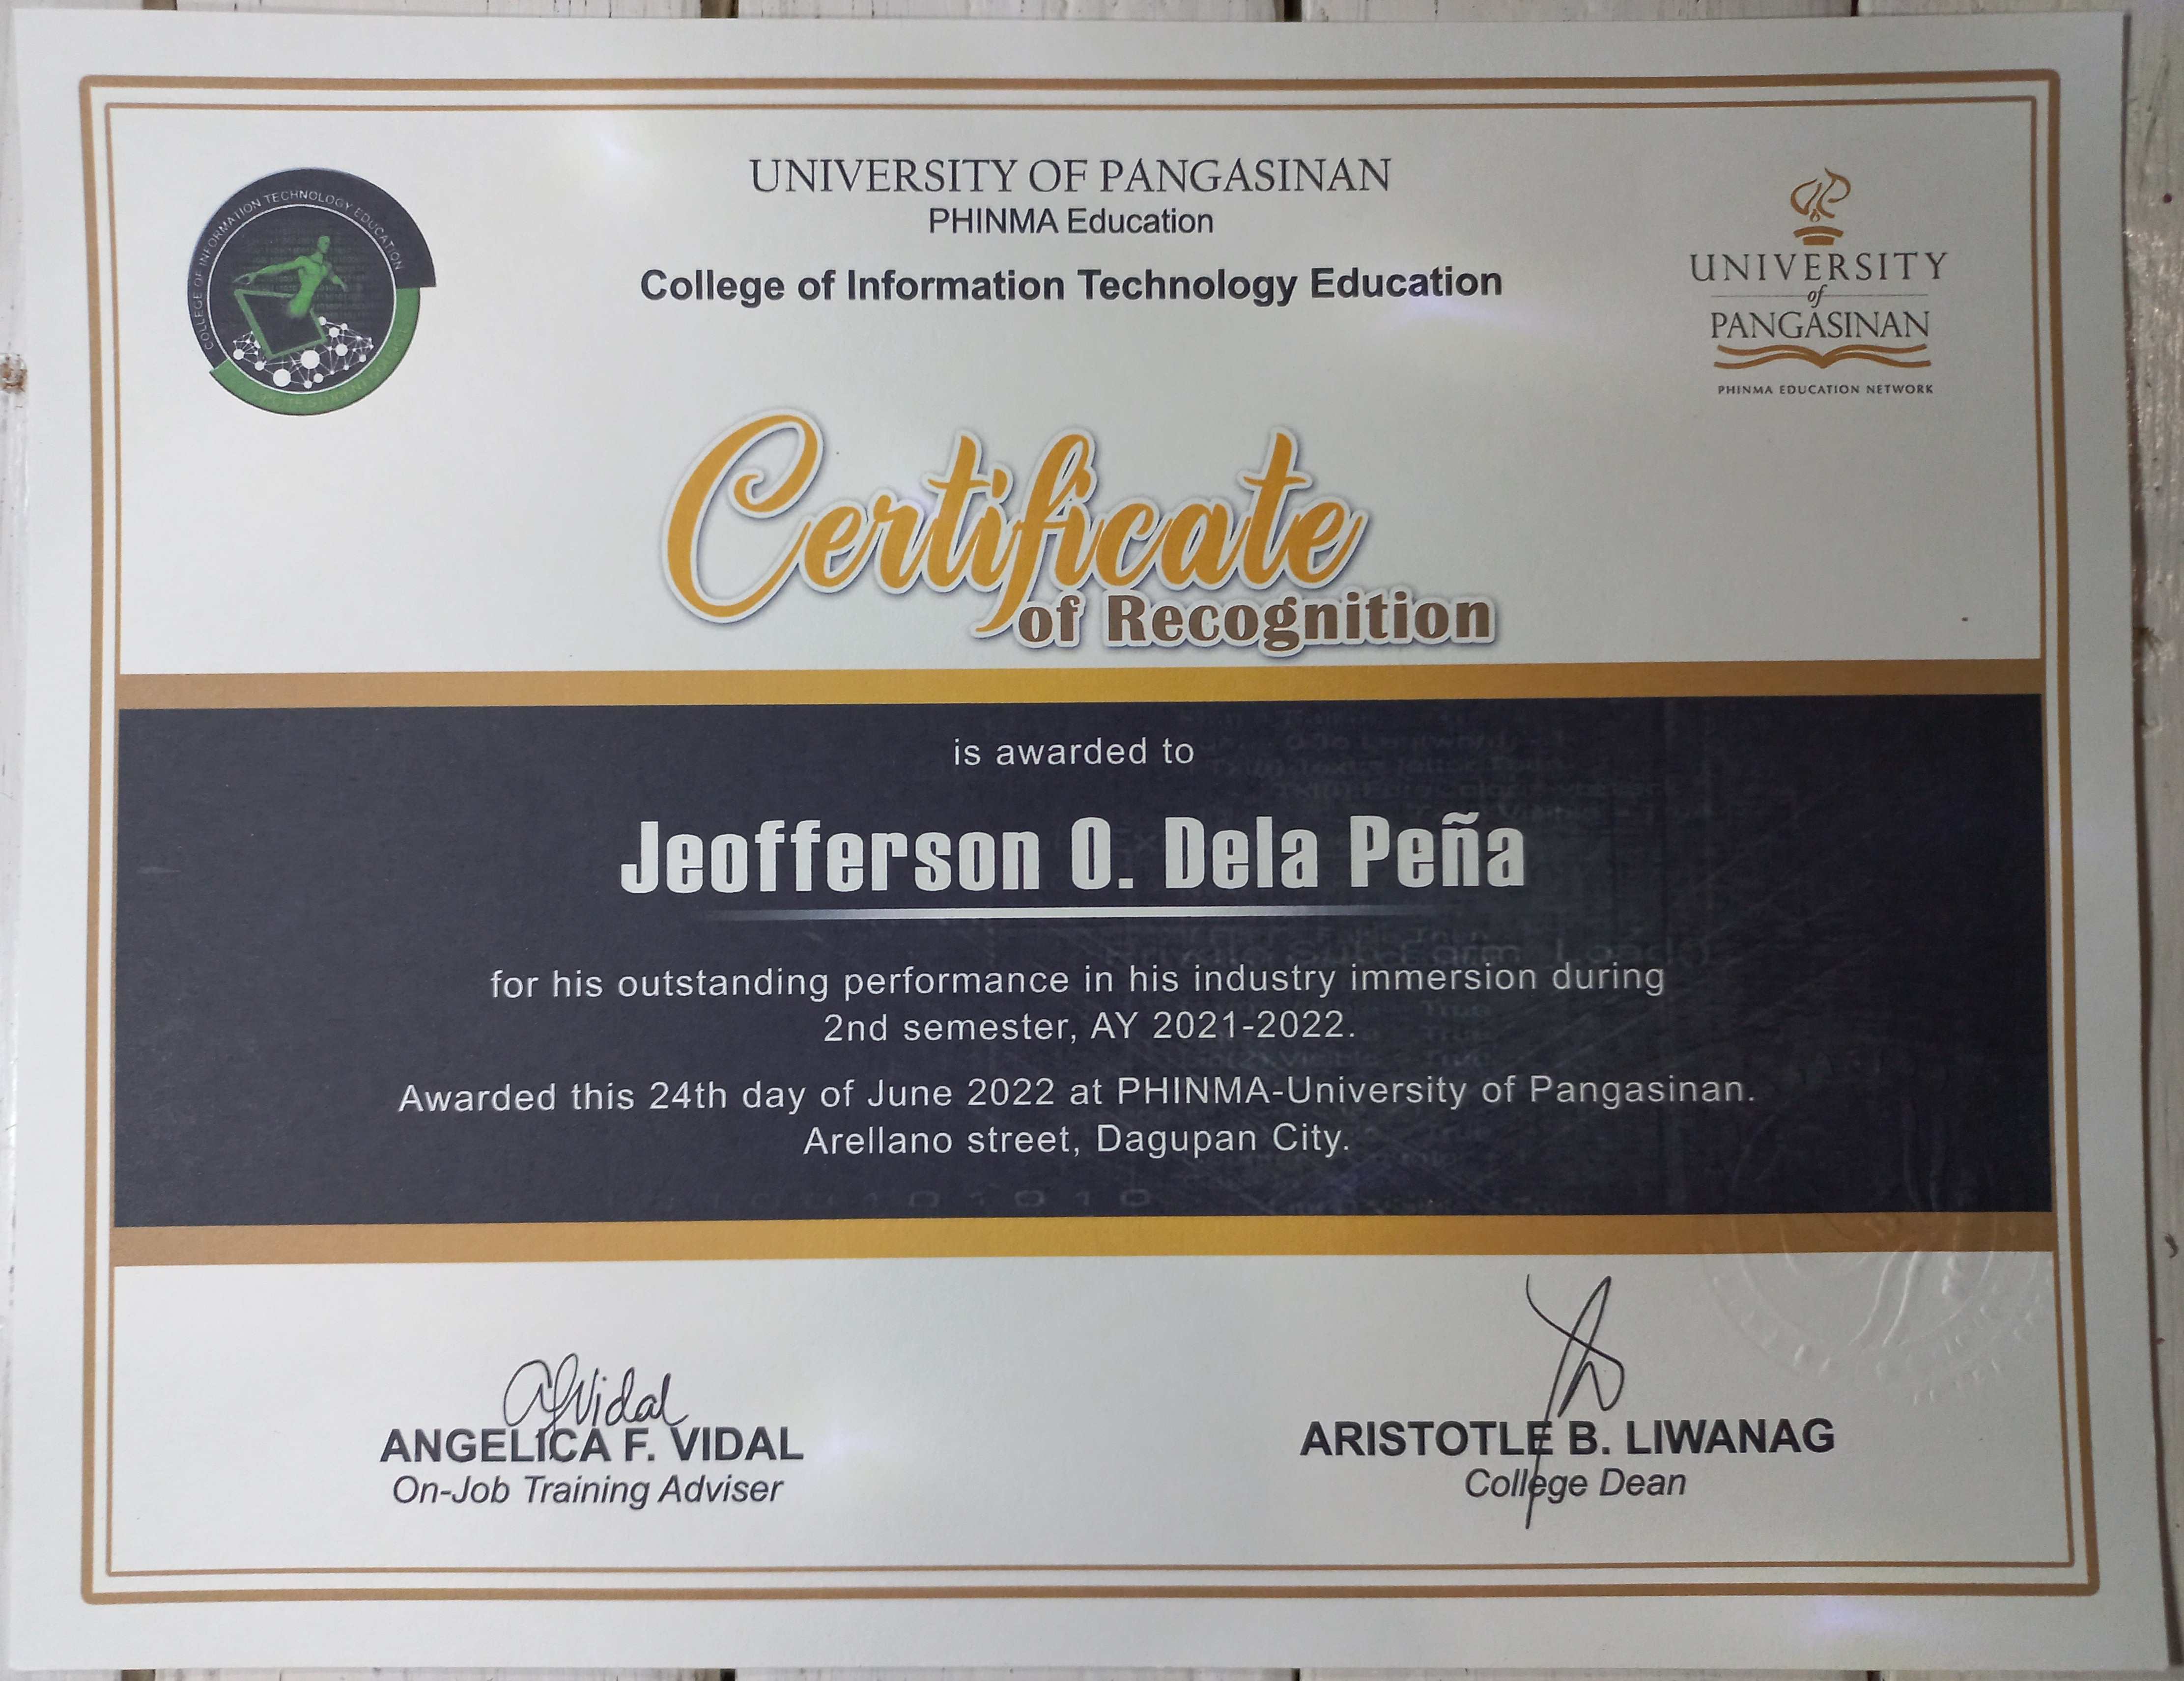 UNIVERSITY OF PANGASINAN
PHINMA Education
College of Information Technology Education
COLLEGE OF INFORMATION TECHNOLOGY EDUCATION
UNIVERSITY
of
PANGASINAN
PHINMA EDUCATION NETWORK
Certificate
of Recognition
is awarded to
Jeofferson O. Dela Peña
for his outstanding performance in his industry immersion during
2nd semester, AY 2021-2022.
Awarded this 24th day of June 2022 at PHINMA-University of Pangasinan.
Arellano street, Dagupan City.
AFVidal
ANGELICA F. VIDAL
On-Job Training Adviser
ARISTOTLE B. LIWANAG
College Dean